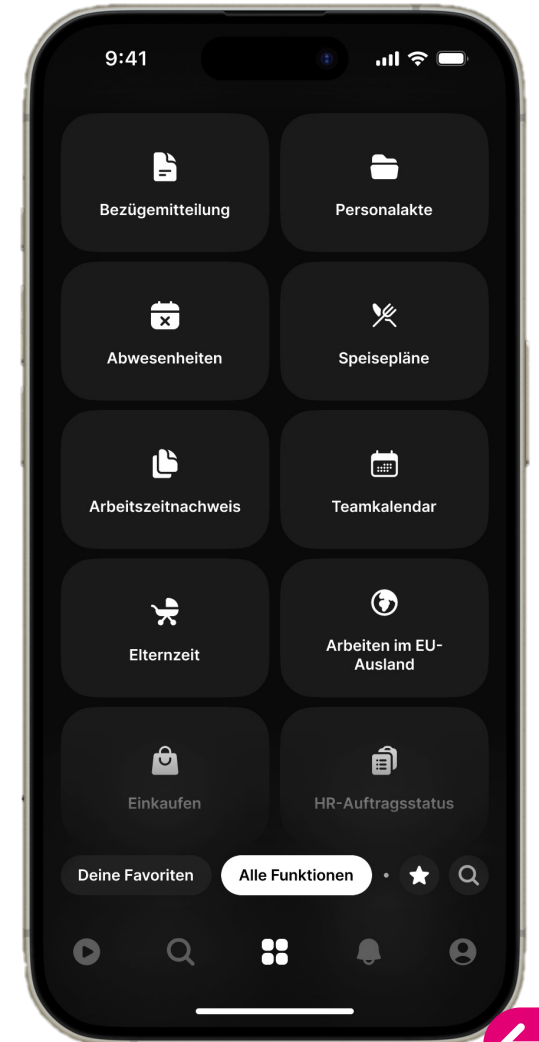 9:41
Bezügemitteilung
Personalakte
Abwesenheiten
Speisepläne
Arbeitszeitnachweis
Teamkalendar
Elternzeit
Arbeiten im EU-
Ausland
Einkaufen
HR-Auftragsstatus
Deine Favoriten
Alle Funktionen